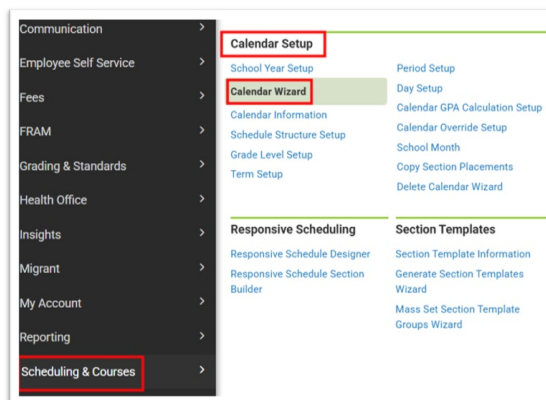 Communication
Employee Self Service
Fees
FRAM
Grading & Standards
Health Office
Insights
Migrant
My Account
Reporting
Scheduling & Courses
Calendar Setup
School Year Setup
Calendar Wizard
Calendar Information
Schedule Structure Setup
Grade Level Setup
Term Setup
Period Setup
Day Setup
Calendar GPA Calculation Setup
Calendar Override Setup
School Month
Copy Section Placements
Delete Calendar Wizard
Responsive Scheduling
Responsive Schedule Designer
Responsive Schedule Section
Builder
Section Templates
Section Template Information
Generate Section Templates
Wizard
Mass Set Section Template
Groups Wizard